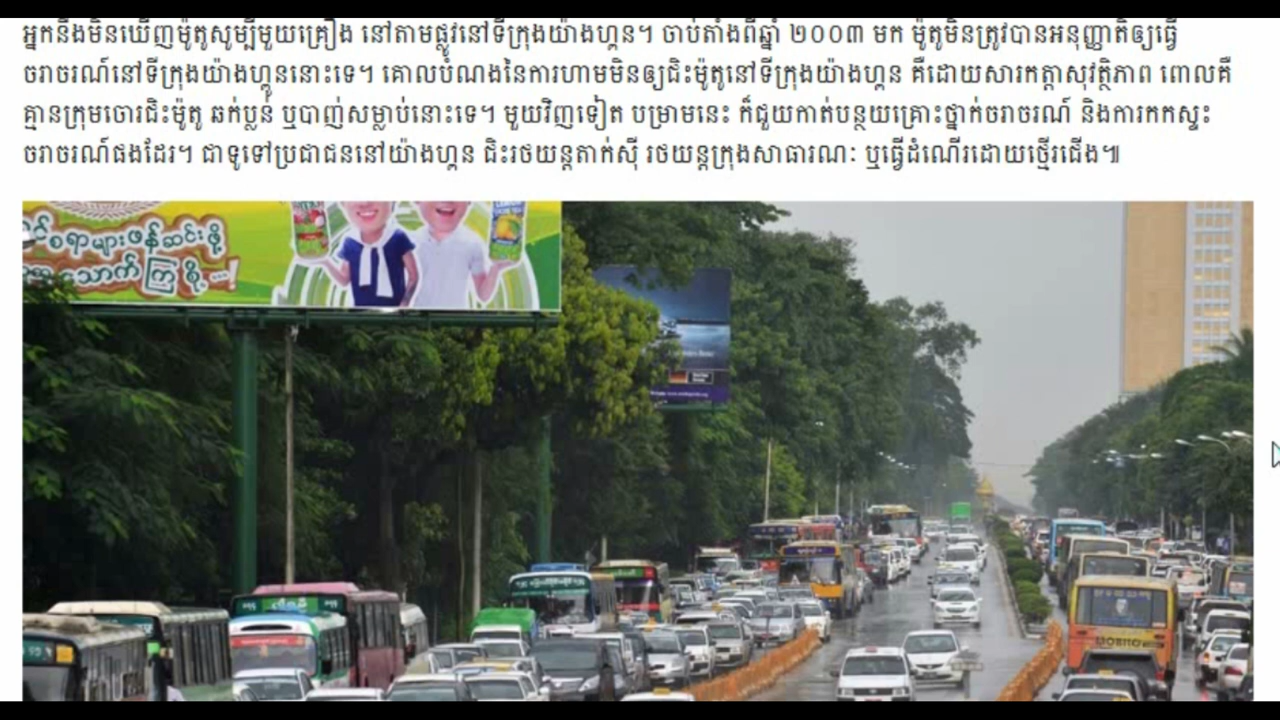 អ្នកនឹងមិនឃើញម៉ូតូសូម្បីមួយគ្រឿង នៅតាមផ្លូវនៅទីក្រុងយ៉ាងហ្គន។ ចាប់តាំងពីឆ្នាំ ២០០៣ មក ម៉ូតូមិនត្រូវបានអនុញ្ញាតិឲ្យធ្វើ
ចរាចរណ៍នៅទីក្រុងយ៉ាងហ្គូននោះទេ។ គោលបំណងនៃការហាមមិនឲ្យជិះម៉ូតូនៅទីក្រុងយ៉ាងហ្គន គឺដោយសារកត្តាសុវត្ថិភាព ពោលគឺ
គ្មានក្រុមចោរជិះម៉ូតូ ឆក់ប្លន់ ឬបាញ់សម្លាប់នោះទេ។ មួយវិញទៀត បម្រាមនេះ ក៏ជួយកាត់បន្ថយគ្រោះថ្នាក់ចរាចរណ៍ និងការកកស្ទះ
ចរាចរណ៍ផងដែរ។ ជាទូទៅប្រជាជននៅយ៉ាងហ្គន ជិះរថយន្តតាក់ស៊ី រថយន្តក្រុងសាធារណៈ ឬធ្វើដំណើរដោយថ្មើរជើង៕
စရာများဖန်ဆင်းဖို့
သောက်ကြစို့...!